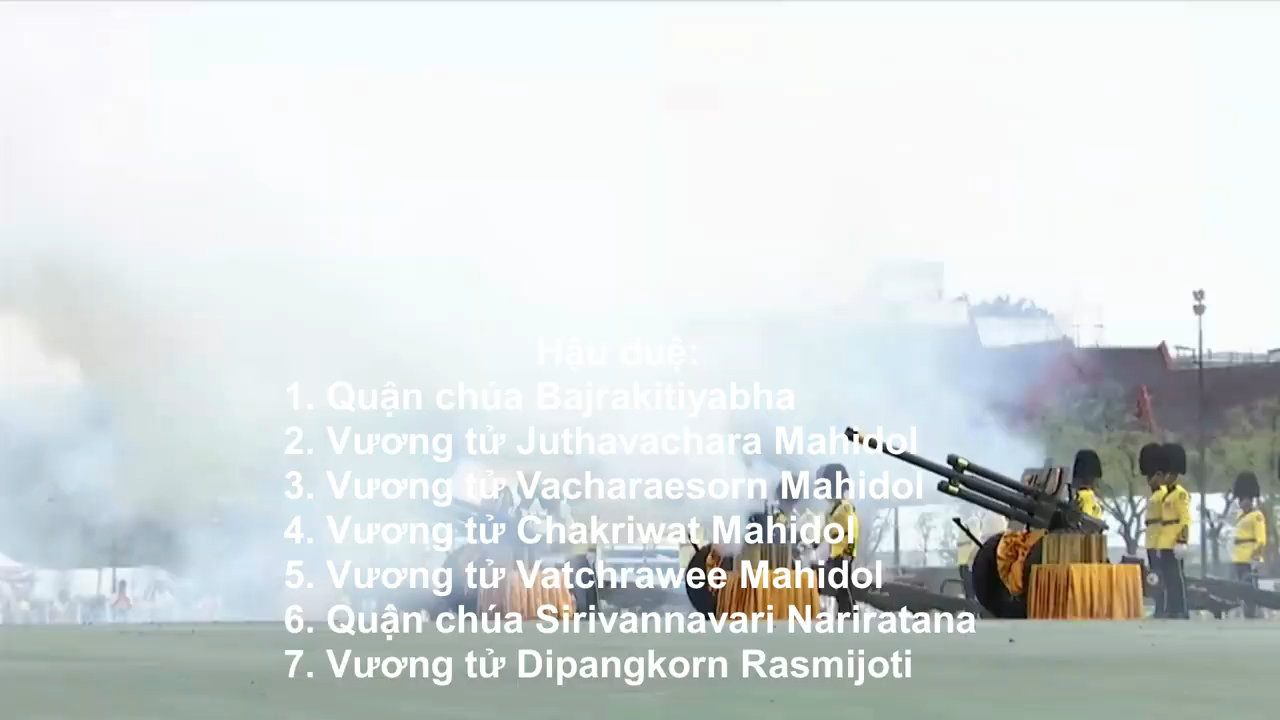 Hậu duệ:
1. Quận chúa Bajrakitiyabha
2. Vương tử Juthavachara Mahidol
3. Vương tử Vacharaesorn Mahidol
4. Vương tử Chakriwat Mahidol
5. Vương tử Vatchrawee Mahidol
6. Quận chúa Sirivannavari Nariratana
7. Vương tử Dipangkorn Rasmijoti